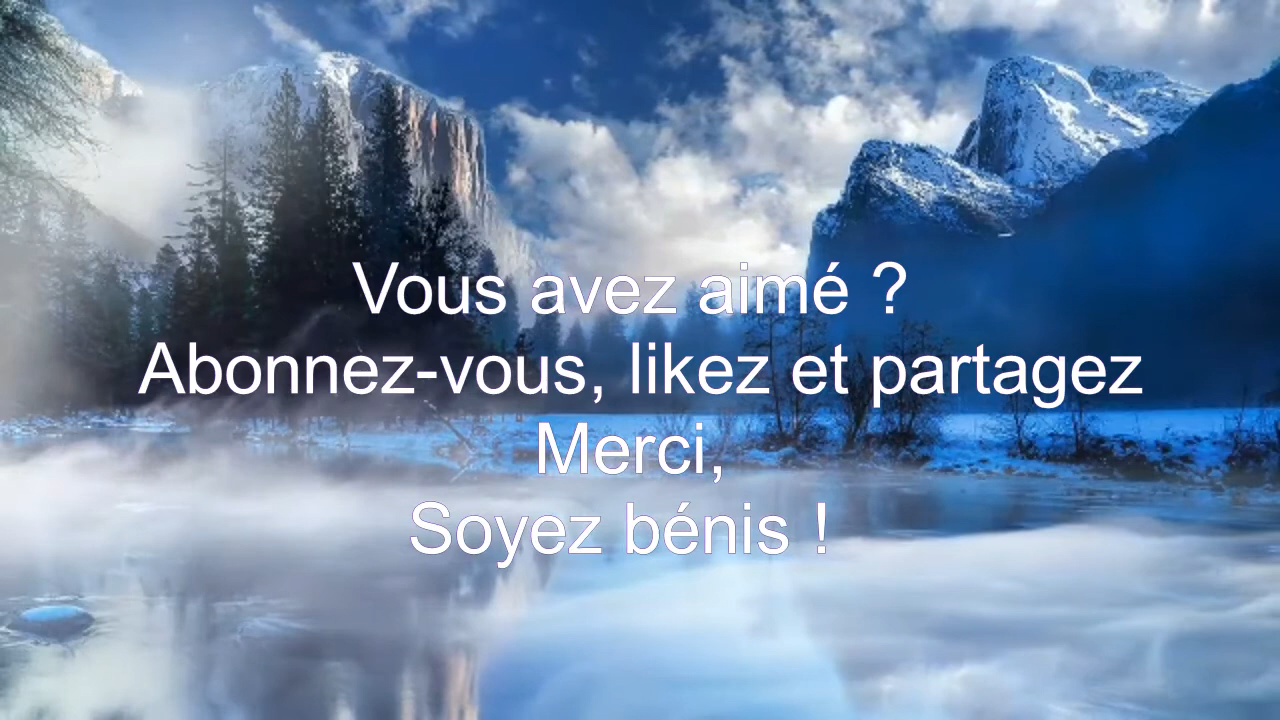 Vous avez aimé ?
Abonnez-vous, likez et partagez
Merci,
Soyez bénis !